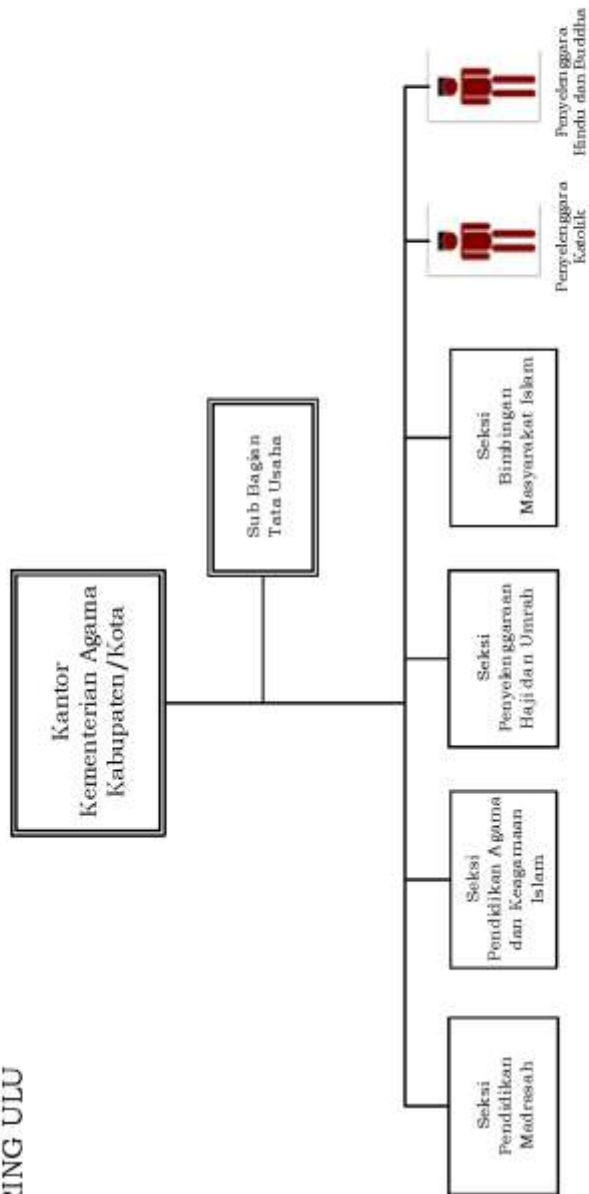 ULU
Kantor
Kementerian Agama
Kabupaten/Kota
Sub Bagian
Tata Usaha
Seksi
Pendidikan
Madrasah
Seksi
Pendidikan Agama
dan Keagamaan
Islam
Seksi
Penyelenggaraan
Haji dan Umrah
Seksi
Bimbingan
Masyarakat Islam
Penyelenggara
Katolik
Penyelenggara
Hindu dan Buddha